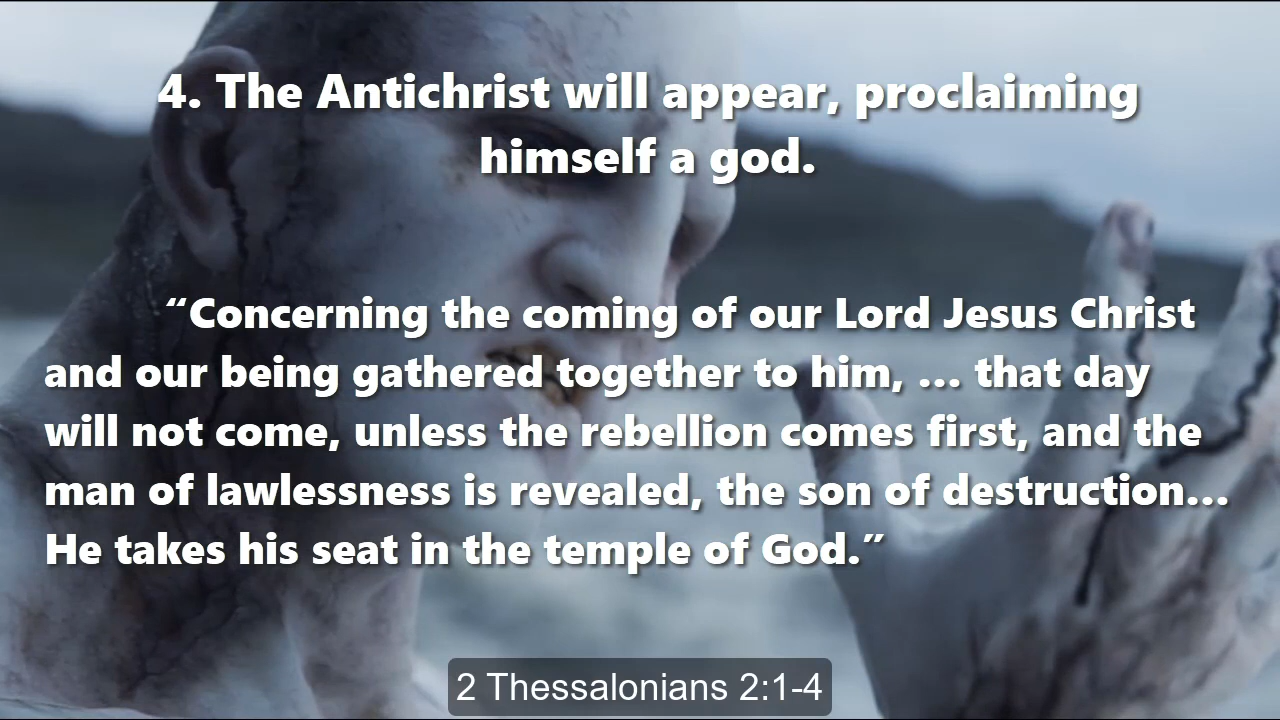 4. The Antichrist will appear, proclaiming
himself a god.
“Concerning the coming of our Lord Jesus Christ
and our being gathered together to him, ... that day
will not come, unless the rebellion comes first, and the
man of lawlessness is revealed, the son of destruction...
He takes his seat in the temple of God.”
2 Thessalonians 2:1-4